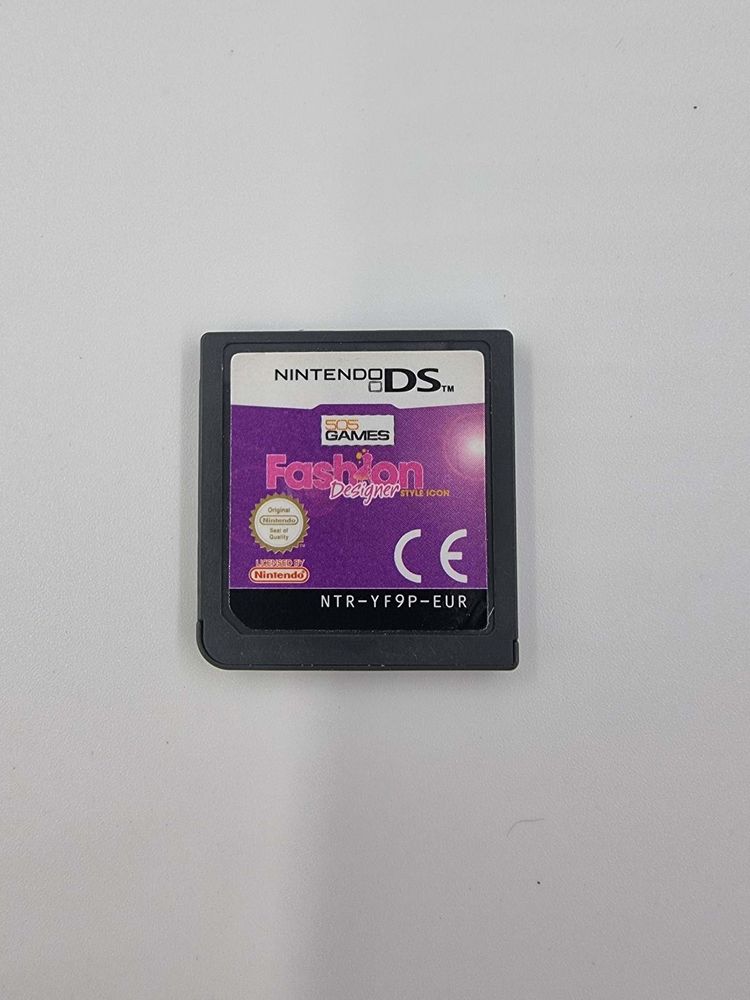 NINTENDO DS™
505
GAMES
Fashion
Designer STYLE ICON
Original
Nintendo
Seal of
Quality
™
LICENSED BY
Nintendo
CE
NTR-YF9P-EUR